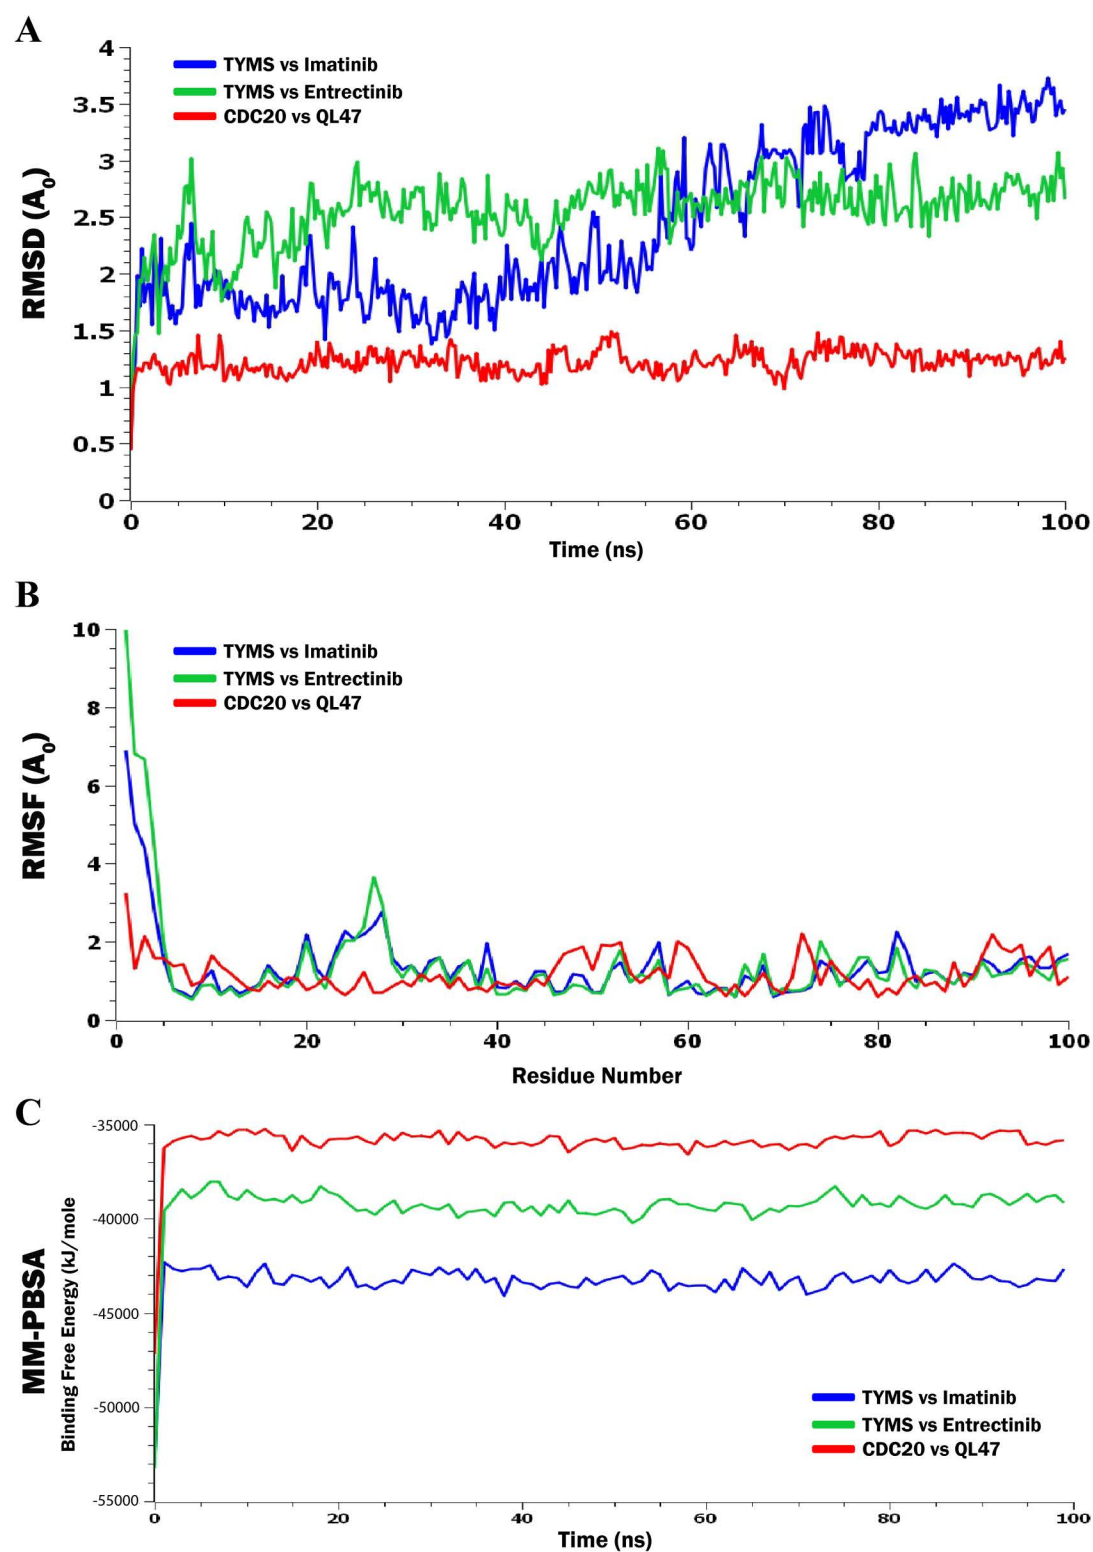 A
RMSD (A₀)
4
3.5
3
2.5
2
1.5
1
0.5
0
TYMS vs Imatinib
TYMS vs Entrectinib
CDC20 vs QL47
0 20 40 60 80 100
Time (ns)
B
RMSF (A₀)
10
8
6
4
2
0
TYMS vs Imatinib
TYMS vs Entrectinib
CDC20 vs QL47
0 20 40 60 80 100
Residue Number
C
MM-PBSA
Binding Free Energy (kJ/mole
-35000
-40000
-45000
-50000
-55000
TYMS vs Imatinib
TYMS vs Entrectinib
CDC20 vs QL47
0 20 40 60 80 100
Time (ns)